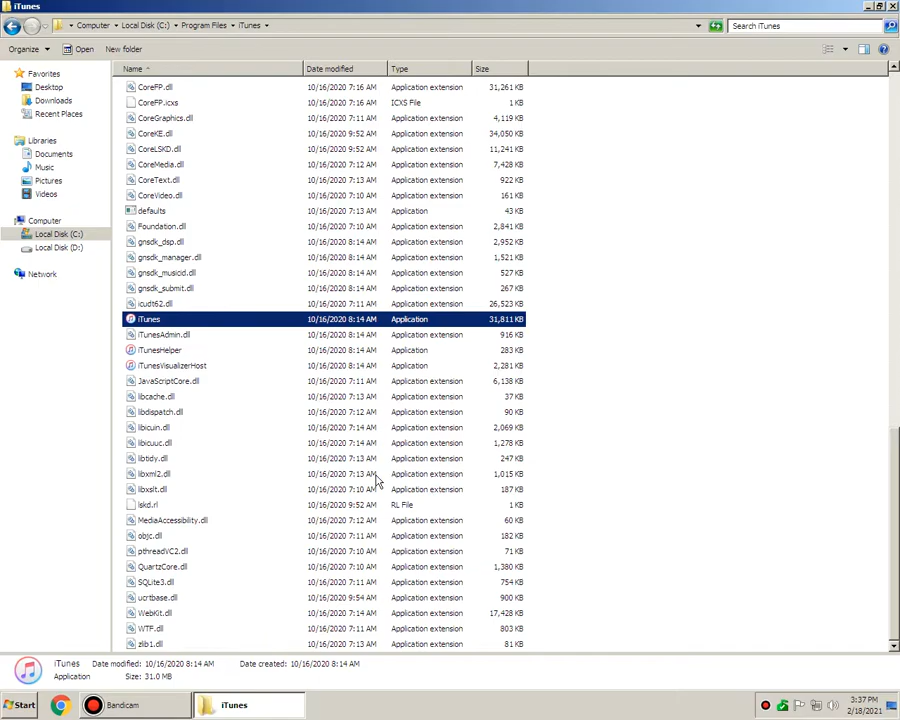 iTunes
Computer Local Disk (C:) Program Files iTunes Search iTunes
Organize Open New folder
Name Date modified Type Size
Favorites
Desktop
Downloads
Recent Places
Libraries
Documents
Music
Pictures
Videos
Computer
Local Disk (C:)
Local Disk (D:)
Network
CoreFP.dll 10/16/2020 7:16 AM Application extension 31,261 KB
CoreFP.icxs 10/16/2020 7:16 AM ICXS File 1 KB
CoreGraphics.dll 10/16/2020 7:11 AM Application extension 4,119 KB
CoreKE.dll 10/16/2020 9:52 AM Application extension 34,050 KB
CoreLSKD.dll 10/16/2020 9:52 AM Application extension 11,241 KB
CoreMedia.dll 10/16/2020 7:12 AM Application extension 7,428 KB
CoreText.dll 10/16/2020 7:13 AM Application extension 922 KB
CoreVideo.dll 10/16/2020 7:10 AM Application extension 161 KB
defaults 10/16/2020 7:13 AM Application 43 KB
Foundation.dll 10/16/2020 7:10 AM Application extension 2,841 KB
gnsdk_dsp.dll 10/16/2020 8:14 AM Application extension 2,952 KB
gnsdk_manager.dll 10/16/2020 8:14 AM Application extension 1,521 KB
gnsdk_musicid.dll 10/16/2020 8:14 AM Application extension 527 KB
gnsdk_submit.dll 10/16/2020 8:14 AM Application extension 267 KB
icudt62.dll 10/16/2020 7:11 AM Application extension 26,523 KB
iTunes 10/16/2020 8:14 AM Application 31,811 KB
iTunesAdmin.dll 10/16/2020 8:14 AM Application extension 916 KB
iTunesHelper 10/16/2020 8:14 AM Application 283 KB
iTunesVisualizerHost 10/16/2020 8:14 AM Application 2,281 KB
JavaScriptCore.dll 10/16/2020 7:11 AM Application extension 6,138 KB
libcache.dll 10/16/2020 7:13 AM Application extension 37 KB
libdispatch.dll 10/16/2020 7:12 AM Application extension 90 KB
libicuin.dll 10/16/2020 7:14 AM Application extension 2,069 KB
libicuuc.dll 10/16/2020 7:14 AM Application extension 1,278 KB
libtidy.dll 10/16/2020 7:13 AM Application extension 247 KB
libxml2.dll 10/16/2020 7:13 AM Application extension 1,015 KB
libxslt.dll 10/16/2020 7:10 AM Application extension 187 KB
lskd.rl 10/16/2020 9:52 AM RL File 1 KB
MediaAccessibility.dll 10/16/2020 7:12 AM Application extension 60 KB
objc.dll 10/16/2020 7:11 AM Application extension 182 KB
pthreadVC2.dll 10/16/2020 7:10 AM Application extension 71 KB
QuartzCore.dll 10/16/2020 7:10 AM Application extension 1,380 KB
SQLite3.dll 10/16/2020 7:11 AM Application extension 754 KB
ucrtbase.dll 10/16/2020 9:54 AM Application extension 900 KB
WebKit.dll 10/16/2020 7:14 AM Application extension 17,428 KB
WTF.dll 10/16/2020 7:11 AM Application extension 803 KB
zlib1.dll 10/16/2020 7:13 AM Application extension 81 KB
iTunes Date modified: 10/16/2020 8:14 AM Date created: 10/16/2020 8:14 AM
Application Size: 31.0 MB
Start Bandicam iTunes 3:37 PM
2/18/2021